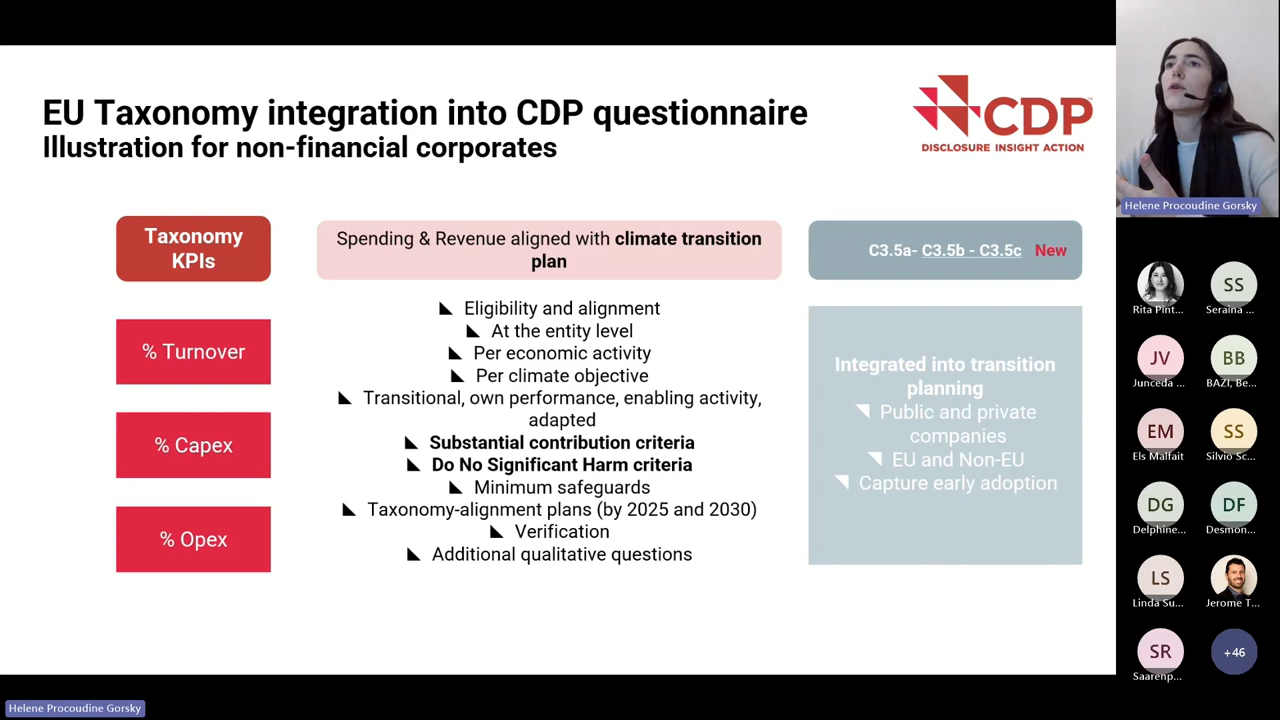 EU Taxonomy integration into CDP questionnaire
Illustration for non-financial corporates
CDP
DISCLOSURE INSIGHT ACTION
Taxonomy
KPIs
% Turnover
% Capex
% Opex
Spending & Revenue aligned with climate transition
plan
Eligibility and alignment
At the entity level
Per economic activity
Per climate objective
Transitional, own performance, enabling activity,
adapted
Substantial contribution criteria
Do No Significant Harm criteria
Minimum safeguards
Taxonomy-alignment plans (by 2025 and 2030)
Verification
Additional qualitative questions
C3.5a- C3.5b - C3.5c New
Integrated into transition
planning
Public and private
companies
EU and Non-EU
Capture early adoption
Helene Procoudine Gorsky
Rita Pint...
SS
Seraina ...
JV
Junceda ...
BB
BAZI, Be...
EM
Els Malfait
SS
Silvio Sc...
DG
Delphine...
DF
Desmon...
LS
Linda Su...
Jerome T...
SR
Saarenp...
+46
Helene Procoudine Gorsky